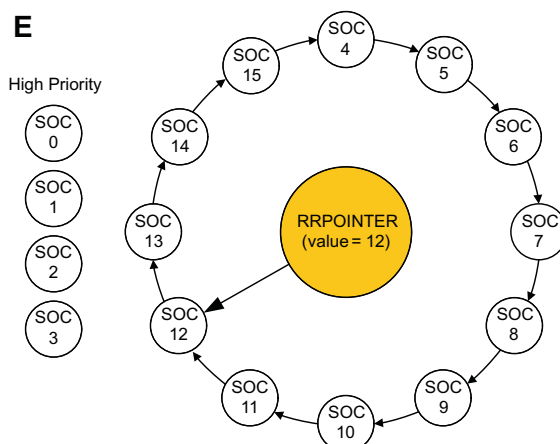 E
High Priority
SOC
0
SOC
1
SOC
2
SOC
3
SOC
4
SOC
5
SOC
6
SOC
7
SOC
8
SOC
9
SOC
10
SOC
11
SOC
12
SOC
13
SOC
14
SOC
15
RRPOINTER
(value = 12)